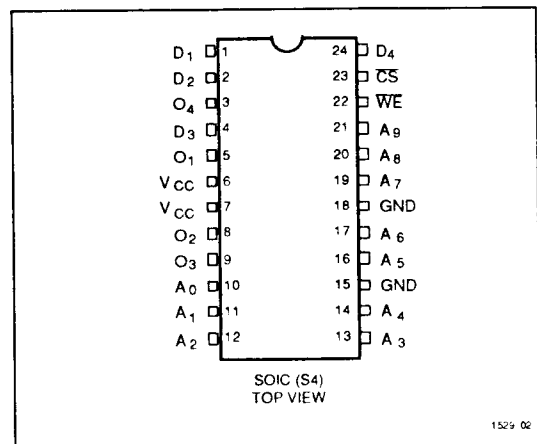 D1 1 24 D4
D2 2 23 C̅S̅
O4 3 22 W̅E̅
D3 4 21 A9
O1 5 20 A8
VCC 6 19 A7
VCC 7 18 GND
O2 8 17 A6
O3 9 16 A5
A0 10 15 GND
A1 11 14 A4
A2 12 13 A3
SOIC (S4)
TOP VIEW
1529 02